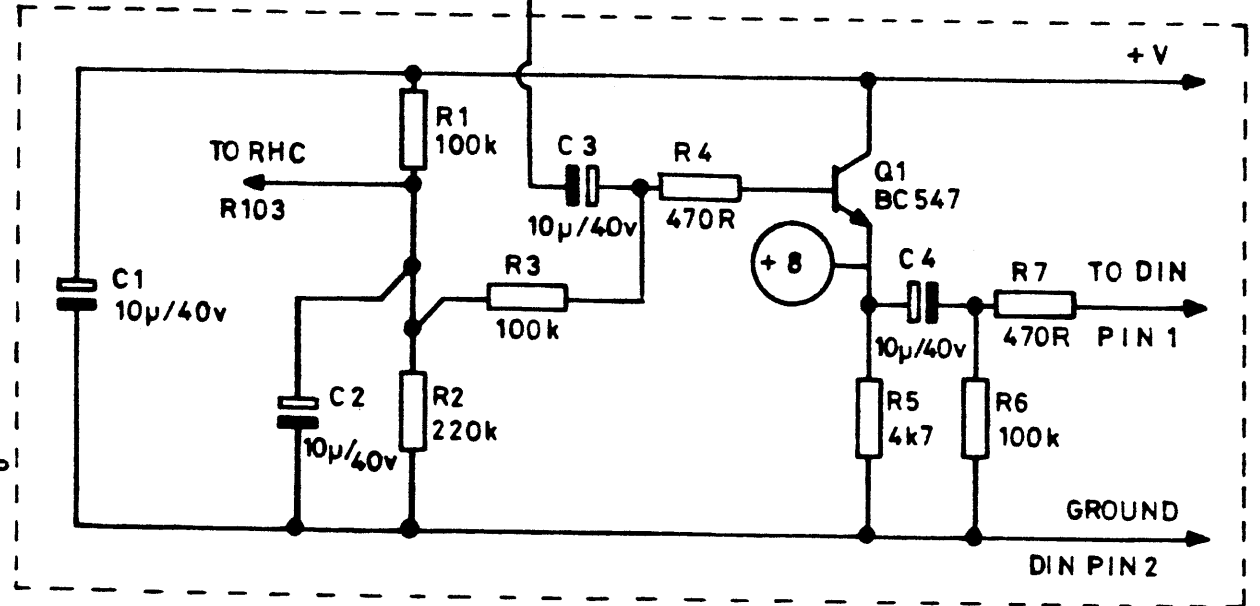 + V
R1
100k
TO RHC
R103
C3
10µ/40v
R4
470R
Q1
BC547
+ 8
C4
10µ/40v
R7
470R
TO DIN
PIN 1
C1
10µ/40v
R3
100k
C2
10µ/40v
R2
220k
R5
4k7
R6
100k
GROUND
DIN PIN 2